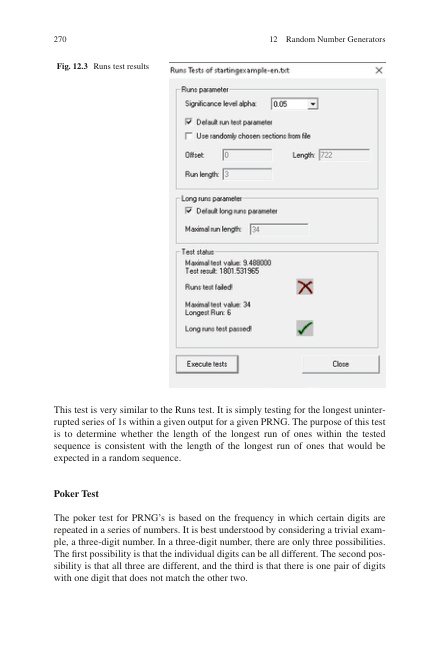 270
12 Random Number Generators
Fig. 12.3 Runs test results
Runs Tests of startingexample-en.txt
Runs parameter
Significance level alpha: 0.05
Default run test parameter
Use randomly chosen sections from file
Offset: 0 Length: 722
Run length: 3
Long runs parameter
Default long runs parameter
Maximal run length: 34
Test status
Maximal test value: 9.488000
Test result: 1801.531965
Runs test failed!
Maximal test value: 34
Longest Run: 6
Long runs test passed!
Execute tests Close
This test is very similar to the Runs test. It is simply testing for the longest uninter-
rupted series of 1s within a given output for a given PRNG. The purpose of this test
is to determine whether the length of the longest run of ones within the tested
sequence is consistent with the length of the longest run of ones that would be
expected in a random sequence.
Poker Test
The poker test for PRNG's is based on the frequency in which certain digits are
repeated in a series of numbers. It is best understood by considering a trivial exam-
ple, a three-digit number. In a three-digit number, there are only three possibilities.
The first possibility is that the individual digits can be all different. The second pos-
sibility is that all three are different, and the third is that there is one pair of digits
with one digit that does not match the other two.